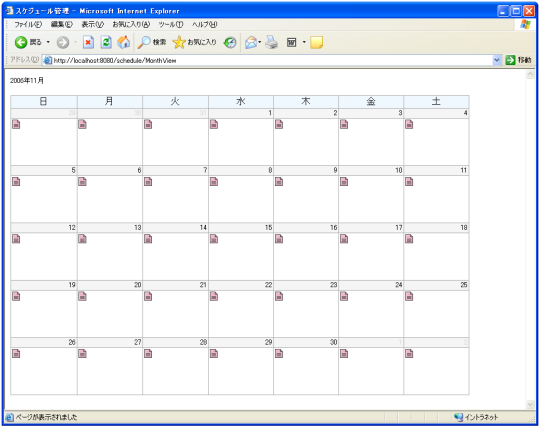 スケジュール管理 - Microsoft Internet Explorer
ファイル(F) 編集(E) 表示(V) お気に入り(A) ツール(T) ヘルプ(H)
戻る 検索 お気に入り
アドレス(D) http://localhost:8080/schedule/MonthView 移動
2006年11月
日 月 火 水 木 金 土
29 30 31 1 2 3 4
5 6 7 8 9 10 11
12 13 14 15 16 17 18
19 20 21 22 23 24 25
26 27 28 29 30 1 2
ページが表示されました イントラネット